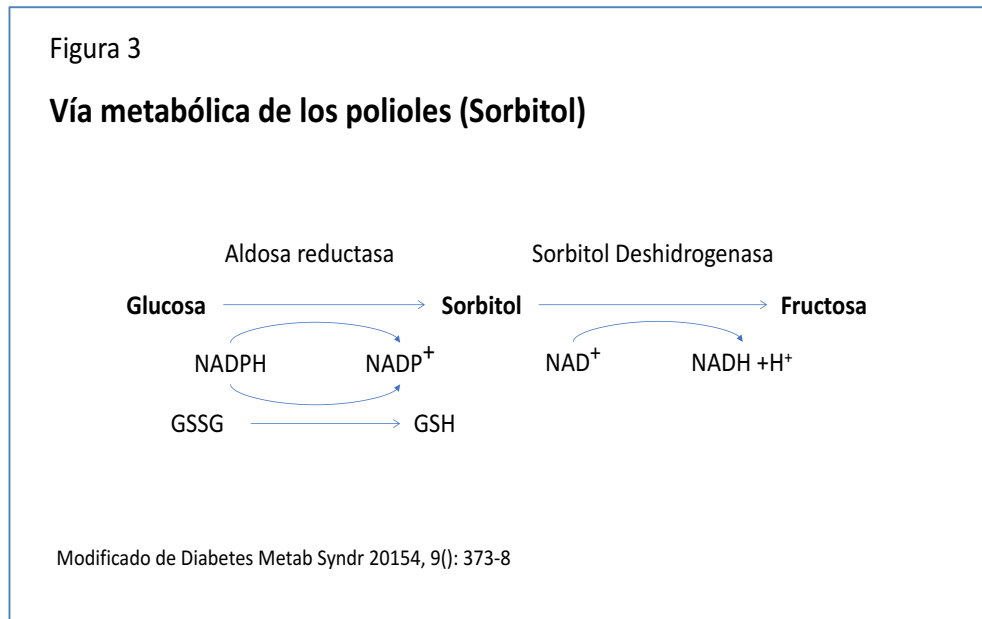 Figura 3
Vía metabólica de los polioles (Sorbitol)
Aldosa reductasa Sorbitol Deshidrogenasa
Glucosa Sorbitol Fructosa
NADPH NADP+ NAD+ NADH +H+
GSSG GSH
Modificado de Diabetes Metab Syndr 20154, 9(): 373-8